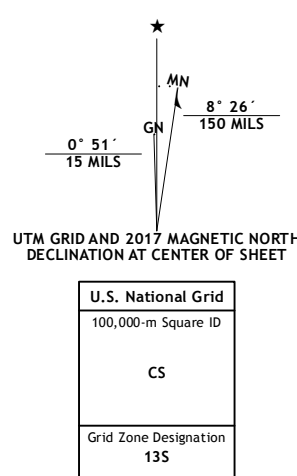 ★
MN
8° 26´
150 MILS
GN
0° 51´
15 MILS
UTM GRID AND 2017 MAGNETIC NORTH
DECLINATION AT CENTER OF SHEET
U.S. National Grid
100,000-m Square ID
CS
Grid Zone Designation
13S